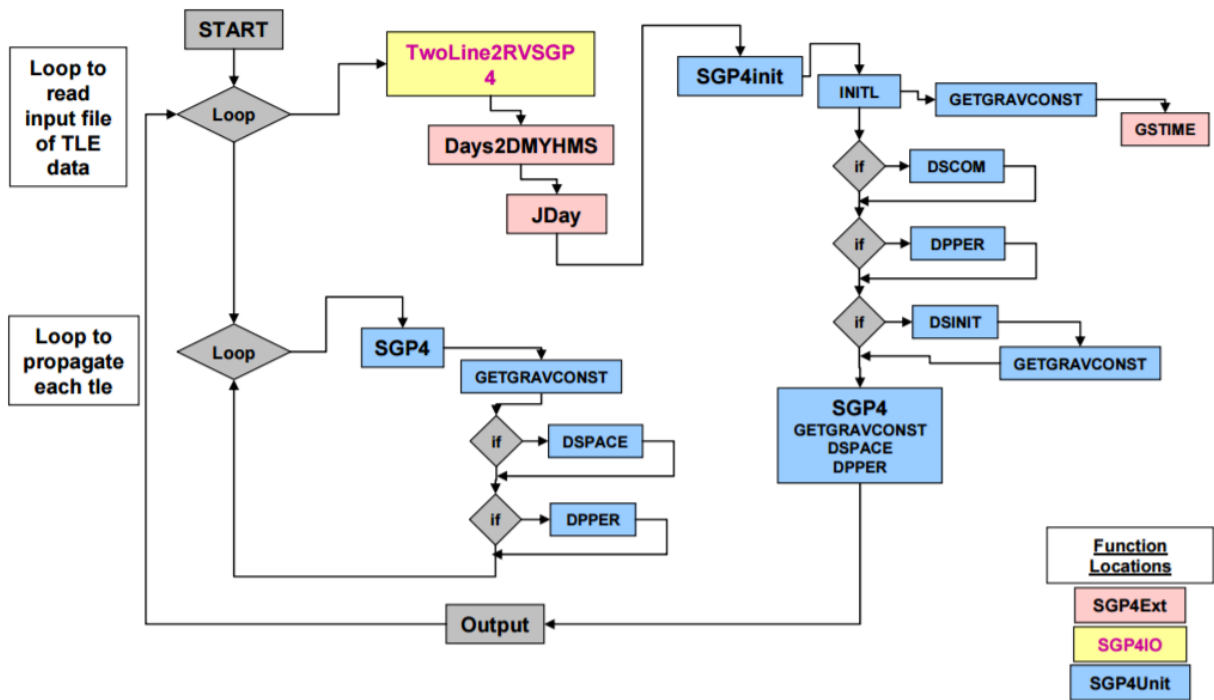 START
Loop to
read
input file
of TLE
data
Loop
TwoLine2RVSGP
4
Days2DMYHMS
JDay
SGP4init
INITL
GETGRAVCONST
GSTIME
if
DSCOM
if
DPPER
if
DSINIT
GETGRAVCONST
SGP4
GETGRAVCONST
DSPACE
DPPER
Loop to
propagate
each tle
Loop
SGP4
GETGRAVCONST
if
DSPACE
if
DPPER
Output
Function
Locations
SGP4Ext
SGP4IO
SGP4Unit